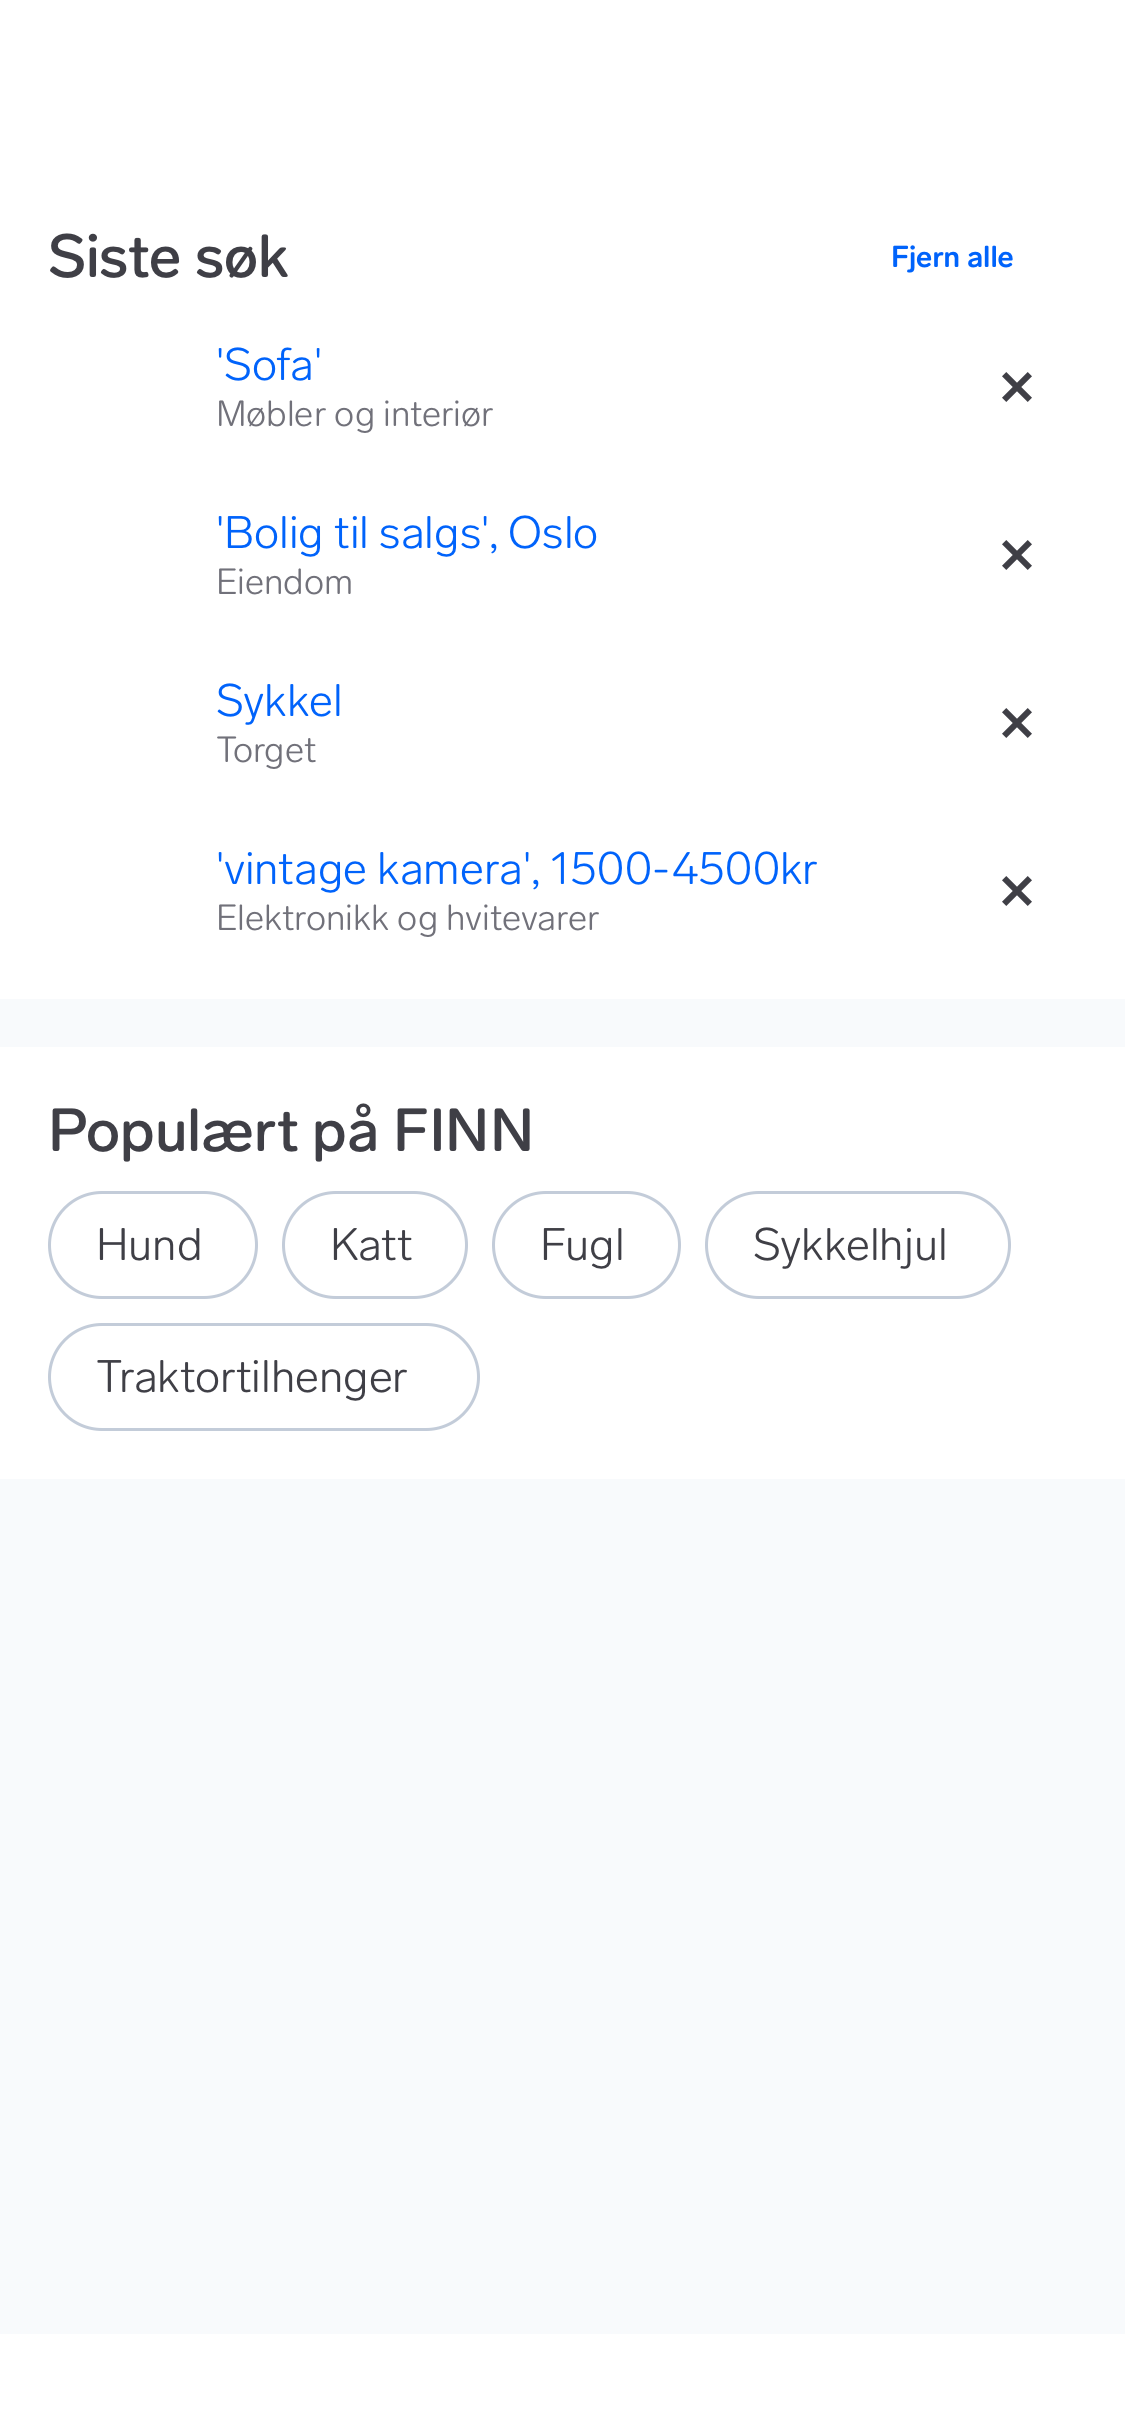 Siste søk
Fjern alle
'Sofa'
Møbler og interiør
'Bolig til salgs', Oslo
Eiendom
Sykkel
Torget
'vintage kamera', 1500-4500kr
Elektronikk og hvitevarer
Populært på FINN
Hund
Katt
Fugl
Sykkelhjul
Traktortilhenger